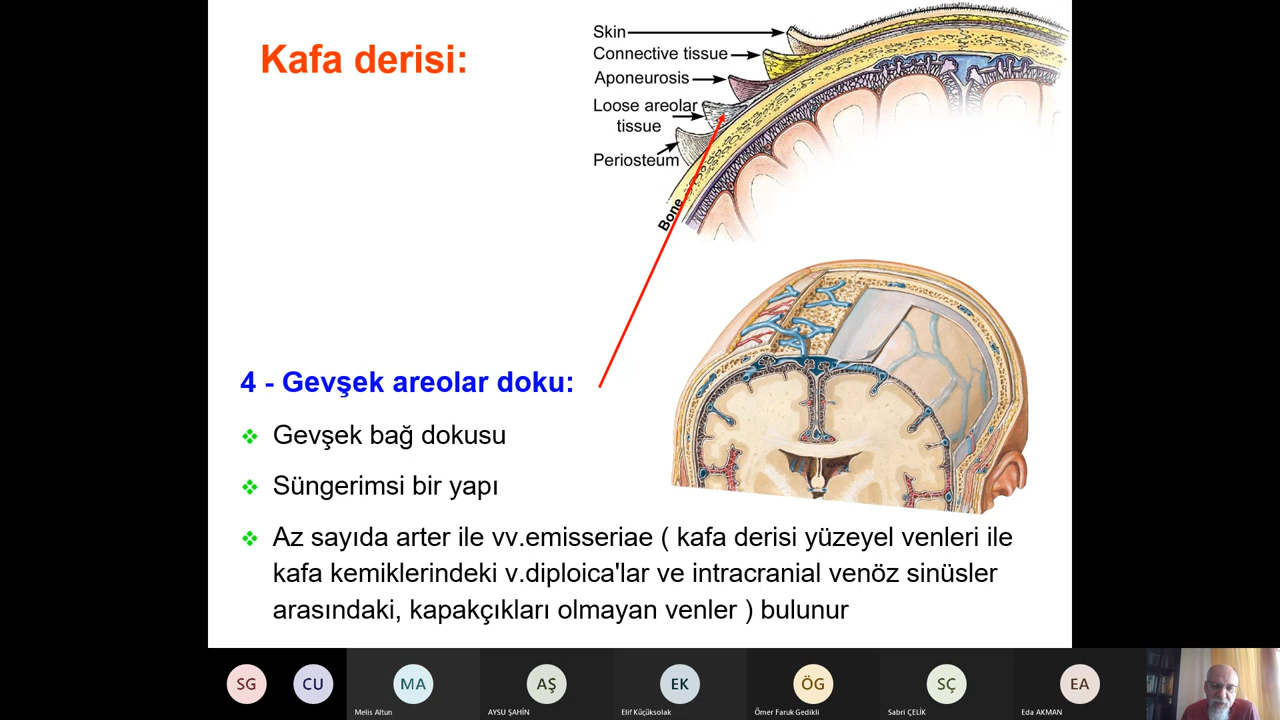 Kafa derisi:
Skin
Connective tissue
Aponeurosis
Loose areolar
tissue
Periosteum
Bone
4 - Gevşek areolar doku:
Gevşek bağ dokusu
Süngerimsi bir yapı
Az sayıda arter ile vv.emisseriae ( kafa derisi yüzeyel venleri ile
kafa kemiklerindeki v.diploica'lar ve intracranial venöz sinüsler
arasındaki, kapakçıkları olmayan venler ) bulunur
SG
CU
MA
AŞ
EK
ÖG
SÇ
EA
Melis Altun
AYSU ŞAHİN
Elif Küçüksolak
Ömer Faruk Gedikli
Sabri ÇELİK
Eda AKMAN